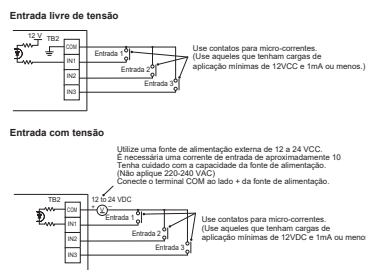 Entrada livre de tensão
12 V
TB2
COM
IN1
IN2
IN3
Entrada 1
Entrada 2
Entrada 3
Use contatos para micro-correntes.
(Use aqueles que tenham cargas de
aplicação mínimas de 12VCC e 1mA ou menos.)
Entrada com tensão
Utilize uma fonte de alimentação externa de 12 a 24 VCC.
É necessária uma corrente de entrada de aproximadamente 10
Tenha cuidado com a capacidade da fonte de alimentação.
(Não aplique 220-240 VAC)
Conecte o terminal COM ao lado + da fonte de alimentação.
TB2
12 to 24 VDC
COM
+
V
−
IN1
IN2
IN3
Entrada 1
Entrada 2
Entrada 3
Use contatos para micro-correntes.
(Use aqueles que tenham cargas de
aplicação mínimas de 12VDC e 1mA ou meno